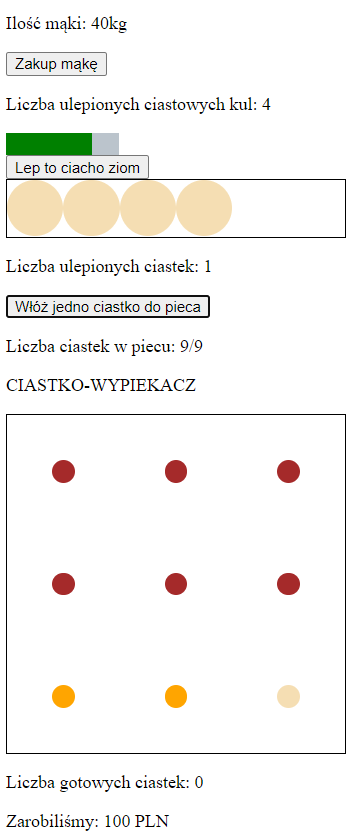 Ilość mąki: 40kg
Zakup mąkę
Liczba ulepionych ciastowych kul: 4
Lep to ciacho ziom
Liczba ulepionych ciastek: 1
Włóż jedno ciastko do pieca
Liczba ciastek w piecu: 9/9
CIASTKO-WYPIEKACZ
Liczba gotowych ciastek: 0
Zarobiliśmy: 100 PLN